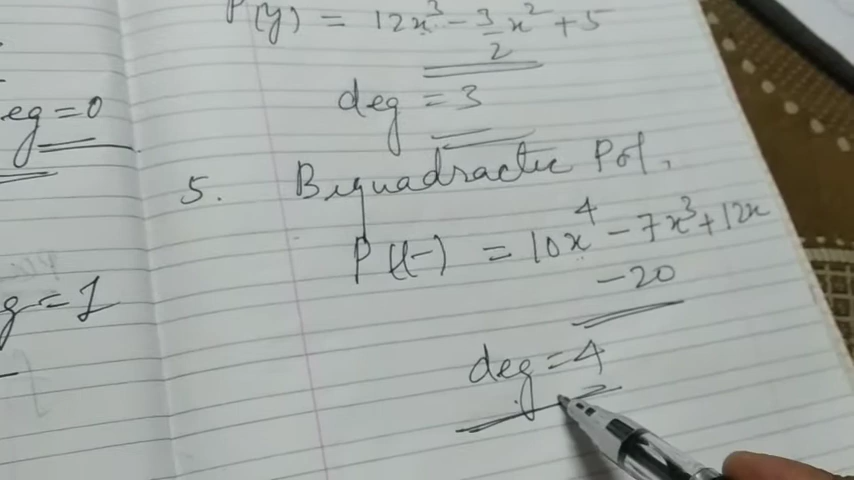 P(y) = 12x³ - 3/2 x² + 5
deg = 3
eg = 0
5. Biquadractic Pol.
P(t) = 10x⁴ - 7x³ + 12x
- 20
g = 1
deg = 4